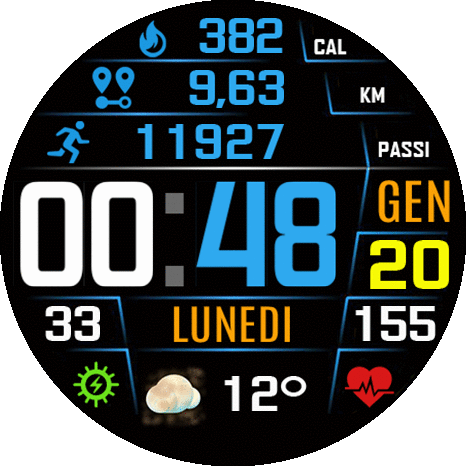 382 CAL
9,63 KM
11927 PASSI
00:48
GEN
20
33 LUNEDI 155
12°